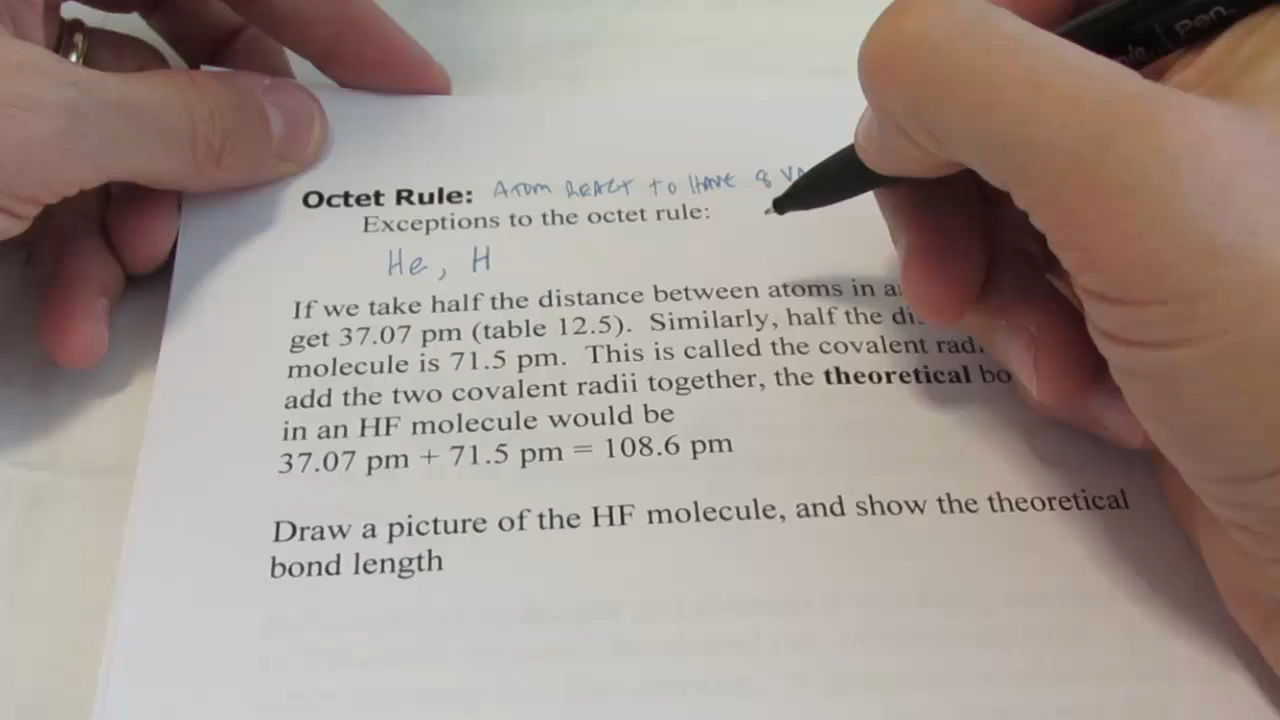 Octet Rule: Atom React to Have 8
Exceptions to the octet rule:
He, H
If we take half the distance between atoms in
get 37.07 pm (table 12.5). Similarly, half the
molecule is 71.5 pm. This is called the covalent
add the two covalent radii together, the theoretical
in an HF molecule would be
37.07 pm + 71.5 pm = 108.6 pm
Draw a picture of the HF molecule, and show the theoretical
bond length
Pen.